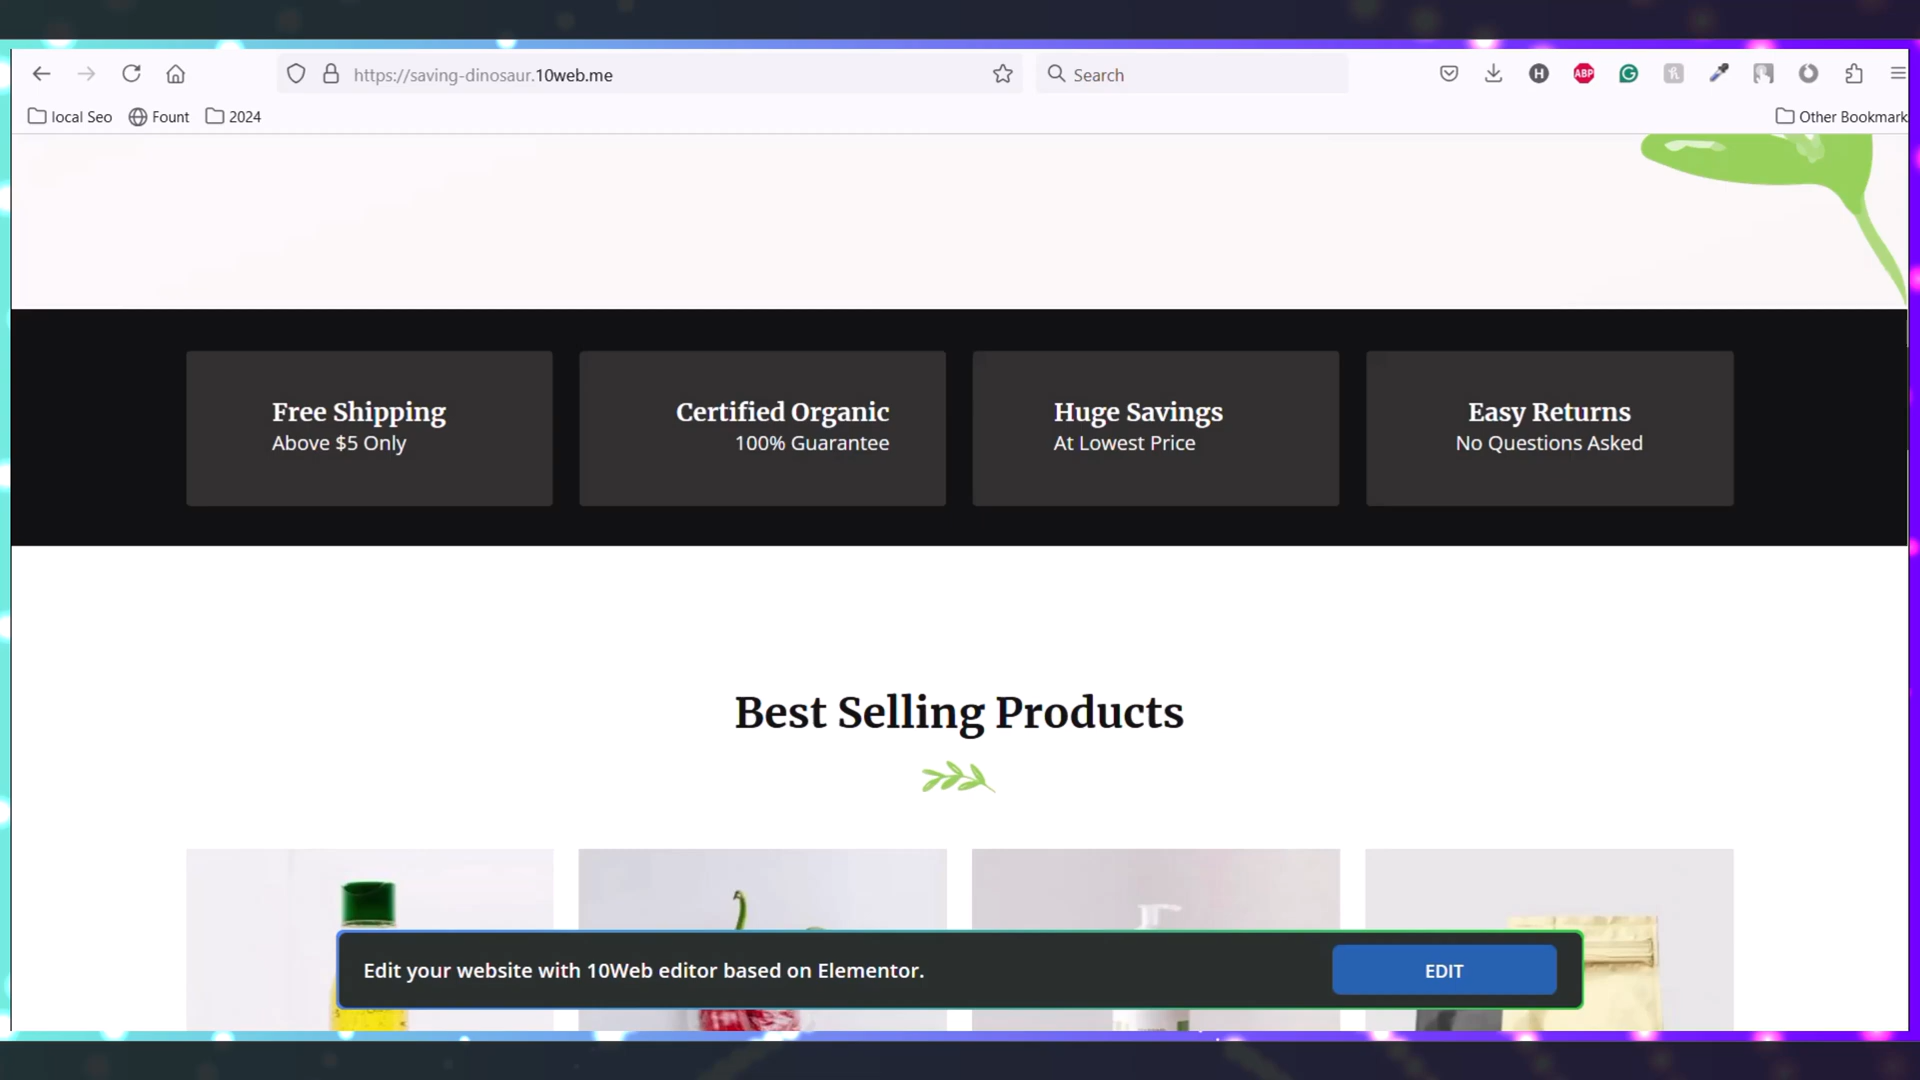 https://saving-dinosaur.10web.me
Search
H
ABP
G
local Seo
Fount
2024
Other Bookmark
Free Shipping
Above $5 Only
Certified Organic
100% Guarantee
Huge Savings
At Lowest Price
Easy Returns
No Questions Asked
Best Selling Products
Edit your website with 10Web editor based on Elementor.
EDIT